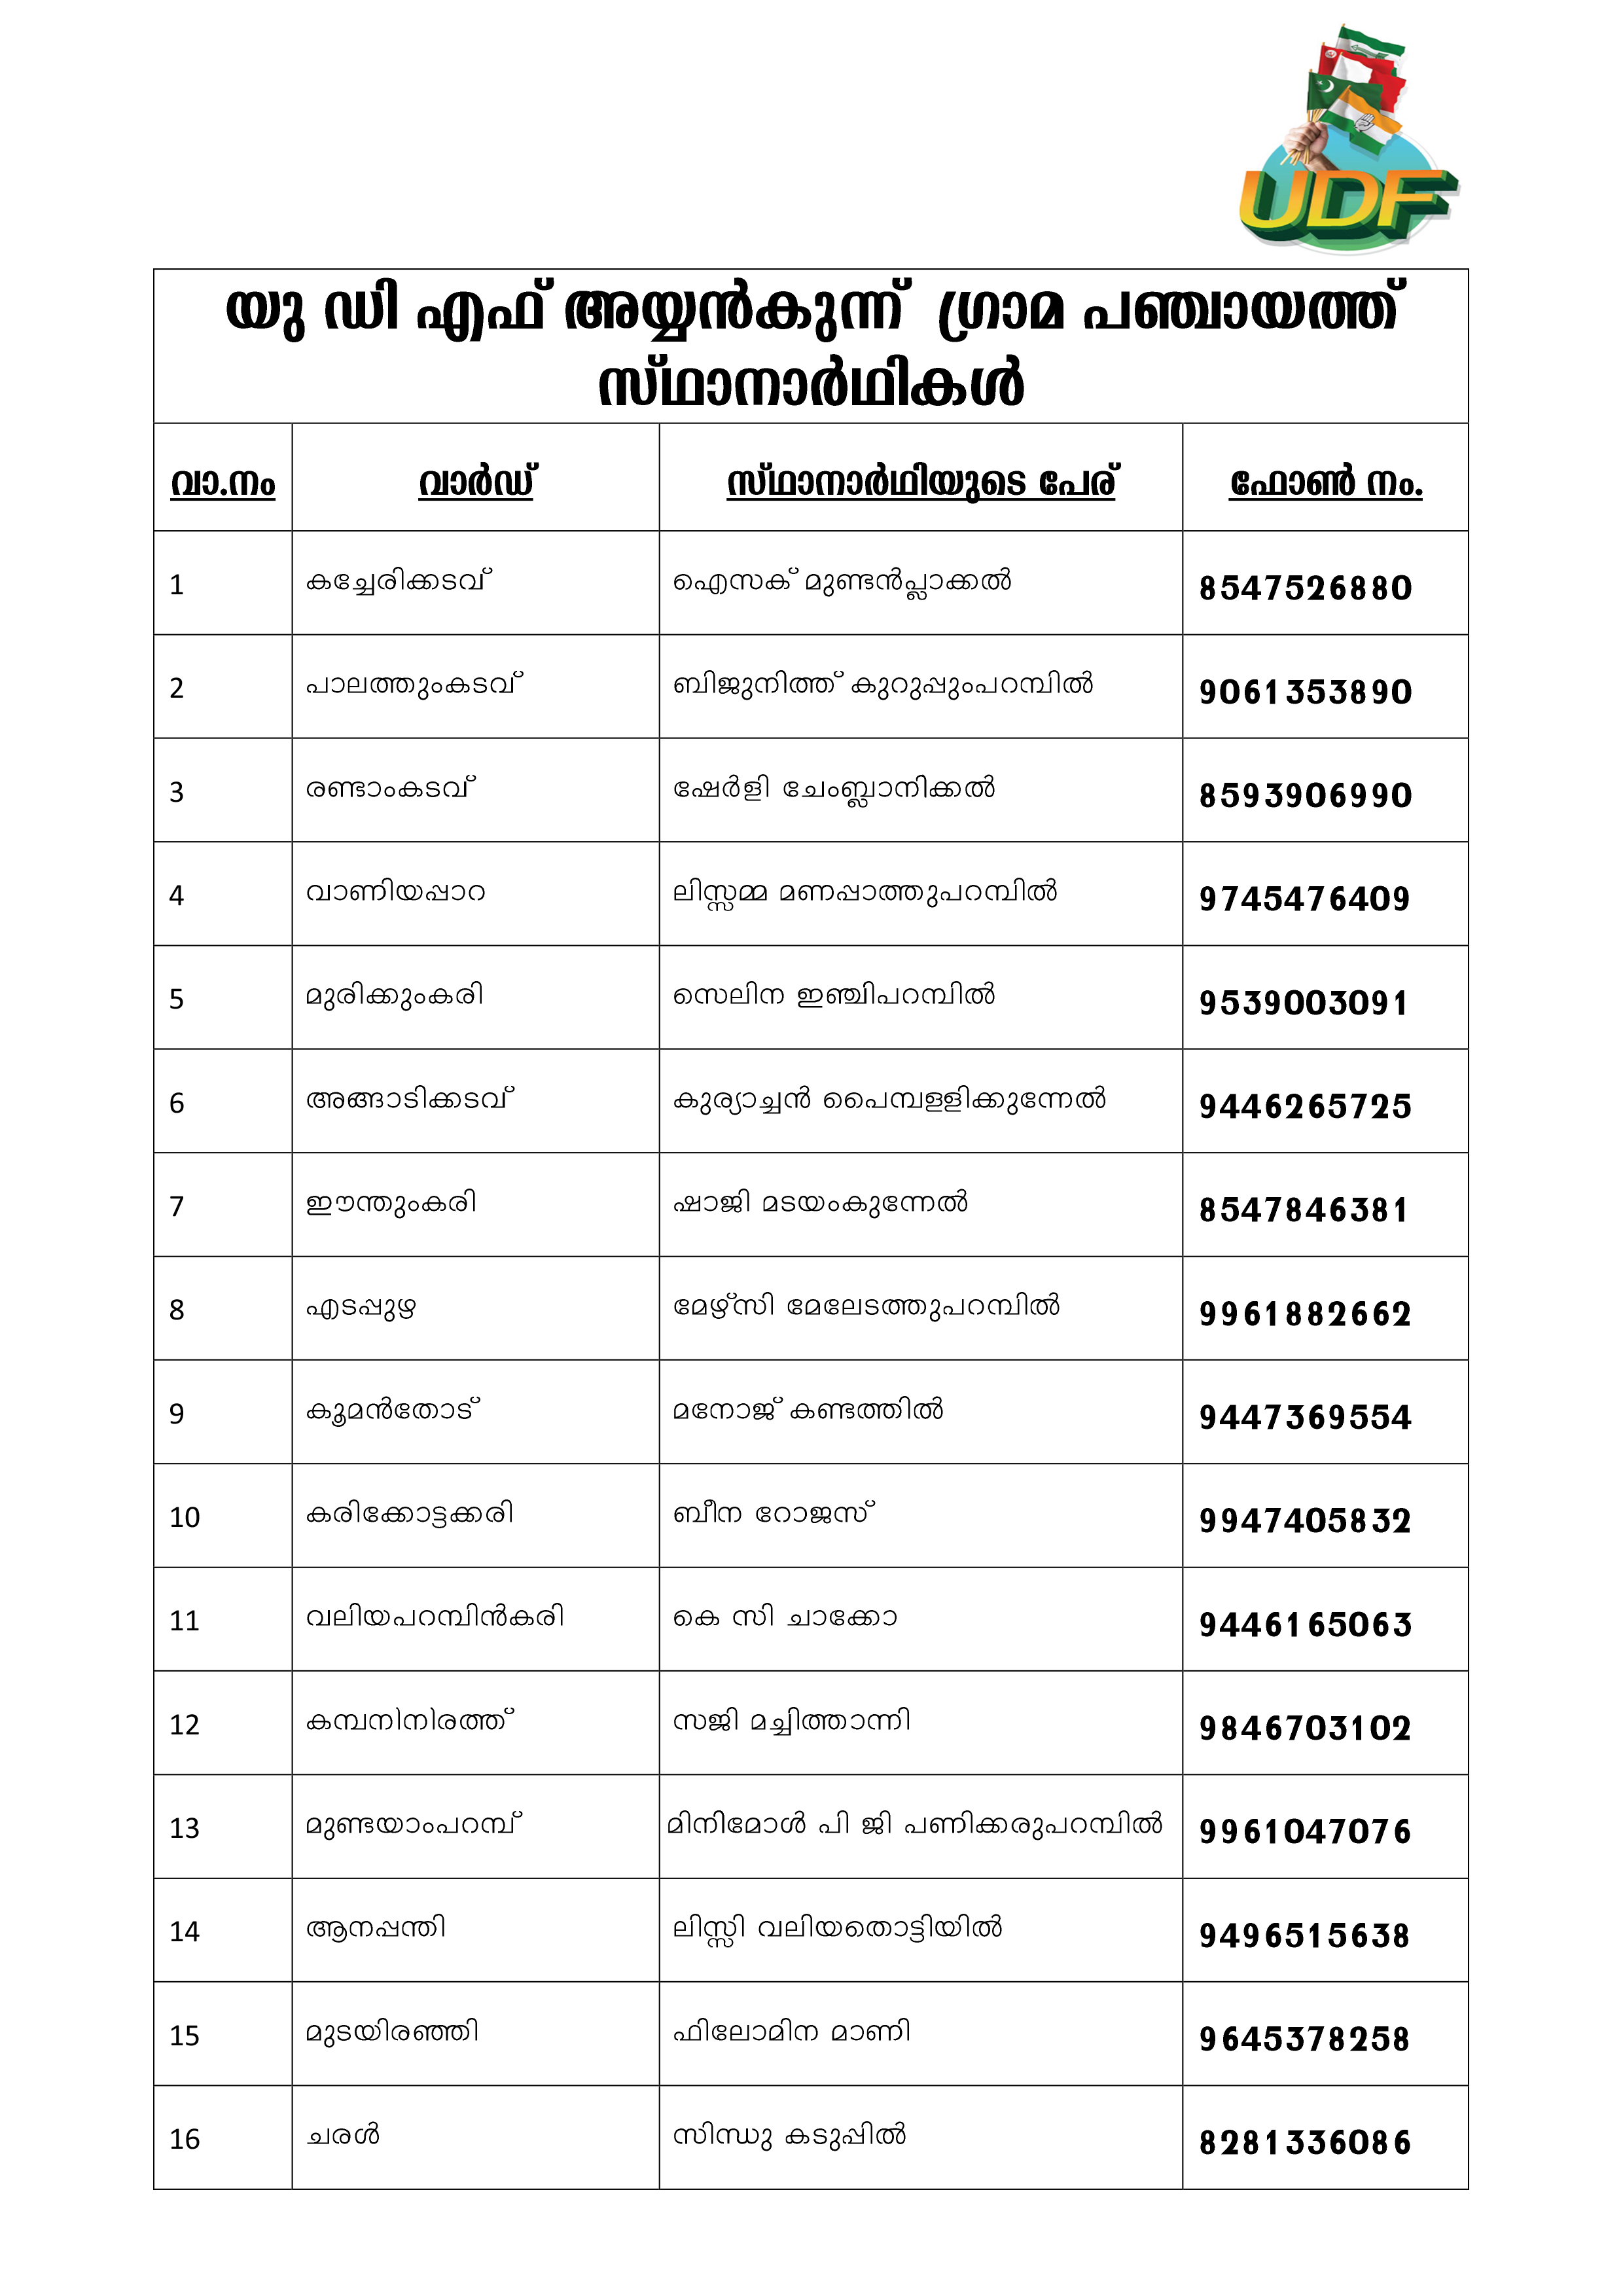 UDF
യു ഡി എഫ് അയ്യൻകുന്ന് ഗ്രാമ പഞ്ചായത്ത്
സ്ഥാനാർഥികൾ
വാ.നം വാർഡ് സ്ഥാനാർഥിയുടെ പേര് ഫോൺ നം.
1 കച്ചേരിക്കടവ് ഐസക് മുണ്ടൻപ്ലാക്കൽ 8547526880
2 പാലത്തുംകടവ് ബിജുനിത്ത് കുറുപ്പുംപറമ്പിൽ 9061353890
3 രണ്ടാംകടവ് ഷേർളി ചേംബ്ലാനിക്കൽ 8593906990
4 വാണിയപ്പാറ ലിസ്സമ്മ മണപ്പാത്തുപറമ്പിൽ 9745476409
5 മുരിക്കുംകരി സെലിന ഇഞ്ചിപറമ്പിൽ 9539003091
6 അങ്ങാടിക്കടവ് കുര്യാച്ചൻ പൈമ്പള്ളിക്കുന്നേൽ 9446265725
7 ഈന്തുംകരി ഷാജി മടയംകുന്നേൽ 8547846381
8 എടപ്പുഴ മേഴ്സി മേലേടത്തുപറമ്പിൽ 9961882662
9 കൂമൻതോട് മനോജ് കണ്ടത്തിൽ 9447369554
10 കരിക്കോട്ടക്കരി ബീന റോജസ് 9947405832
11 വലിയപറമ്പിൻകരി കെ സി ചാക്കോ 9446165063
12 കമ്പനിനിരത്ത് സജി മച്ചിത്താന്നി 9846703102
13 മുണ്ടയാംപറമ്പ് മിനിമോൾ പി ജി പണിക്കരുപറമ്പിൽ 9961047076
14 ആനപ്പന്തി ലിസ്സി വലിയതൊട്ടിയിൽ 9496515638
15 മുടയിരഞ്ഞി ഫിലോമിന മാണി 9645378258
16 ചരൾ സിന്ധു കടുപ്പിൽ 8281336086